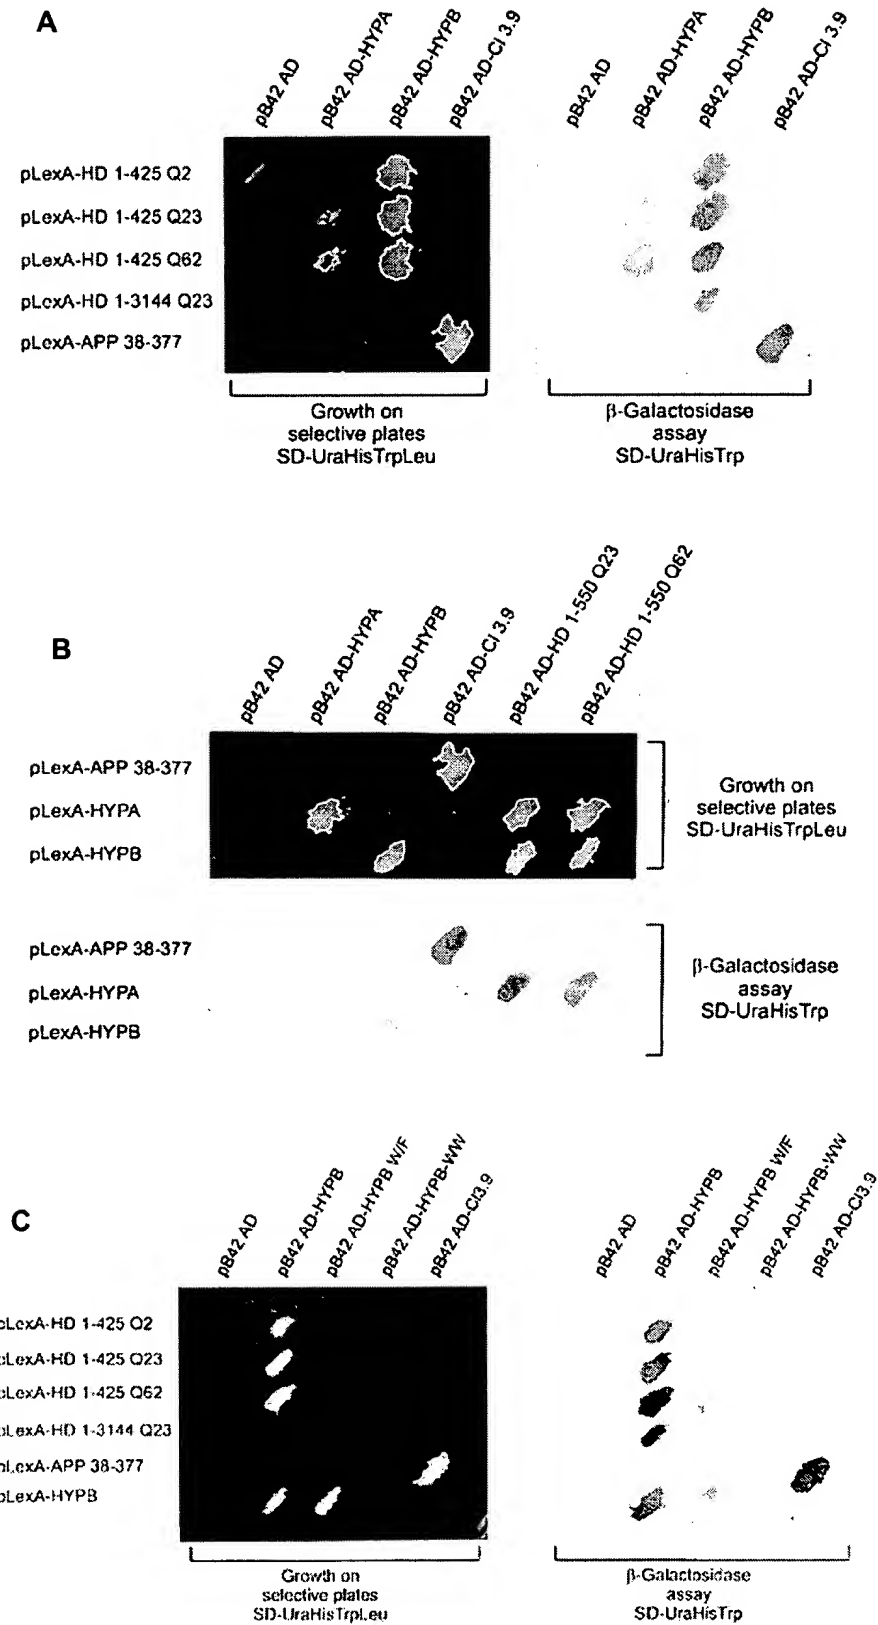 A
pB42 AD
pB42 AD-HYPA
pB42 AD-HYPB
pB42 AD-CI 3.9
pB42 AD
pB42 AD-HYPA
pB42 AD-HYPB
pB42 AD-CI 3.9
pLexA-HD 1-425 Q2
pLexA-HD 1-425 Q23
pLexA-HD 1-425 Q62
pLexA-HD 1-3144 Q23
pLexA-APP 38-377
Growth on
selective plates
SD-UraHisTrpLeu
β-Galactosidase
assay
SD-UraHisTrp
B
pB42 AD
pB42 AD-HYPA
pB42 AD-HYPB
pB42 AD-CI 3.9
pB42 AD-HD 1-550 Q23
pB42 AD-HD 1-550 Q62
pLexA-APP 38-377
pLexA-HYPA
pLexA-HYPB
Growth on
selective plates
SD-UraHisTrpLeu
pLexA-APP 38-377
pLexA-HYPA
pLexA-HYPB
β-Galactosidase
assay
SD-UraHisTrp
C
pB42 AD
pB42 AD-HYPB
pB42 AD-HYPB W/F
pB42 AD-HYPB-WW
pB42 AD-CI3.9
pB42 AD
pB43 AD-HYPB
pB42 AD-HYPB W/F
pB42 AD-HYPB-WW
pB42 AD-CI3.9
pLexA-HD 1-425 Q2
pLexA-HD 1-425 Q23
pLexA-HD 1-425 Q62
pLexA-HD 1-3144 Q23
pLexA-APP 38-377
pLexA-HYPB
Growth on
selective plates
SD-UraHisTrpLeu
β-Galactosidase
assay
SD-UraHisTrp